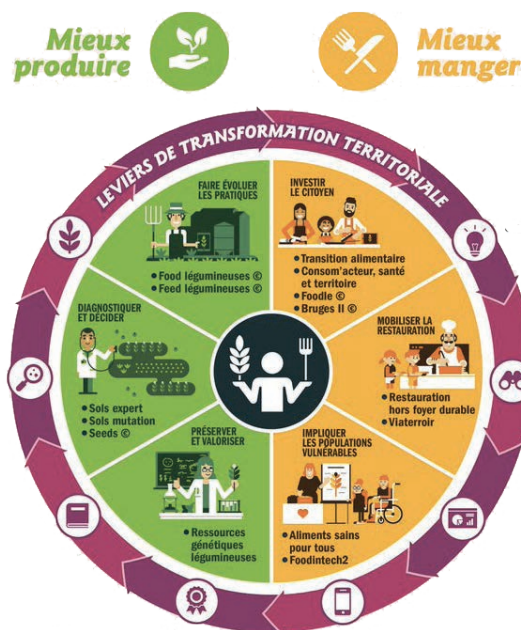 Mieux
produire
Mieux
manger
LEVIERS DE TRANSFORMATION TERRITORIALE
FAIRE ÉVOLUER
LES PRATIQUES
• Food légumineuses ©
• Feed légumineuses ©
INVESTIR
LE CITOYEN
• Transition alimentaire
• Consom'acteur, santé
et territoire
• Foodle ©
• Bruges II ©
DIAGNOSTIQUER
ET DÉCIDER
• Sols expert
• Sols mutation
• Seeds ©
MOBILISER LA
RESTAURATION
• Restauration
hors foyer durable
• Viaterroir
PRÉSERVER
ET VALORISER
• Ressources
génétiques
légumineuses
IMPLIQUER
LES POPULATIONS
VULNÉRABLES
• Aliments sains
pour tous
• Foodintech2